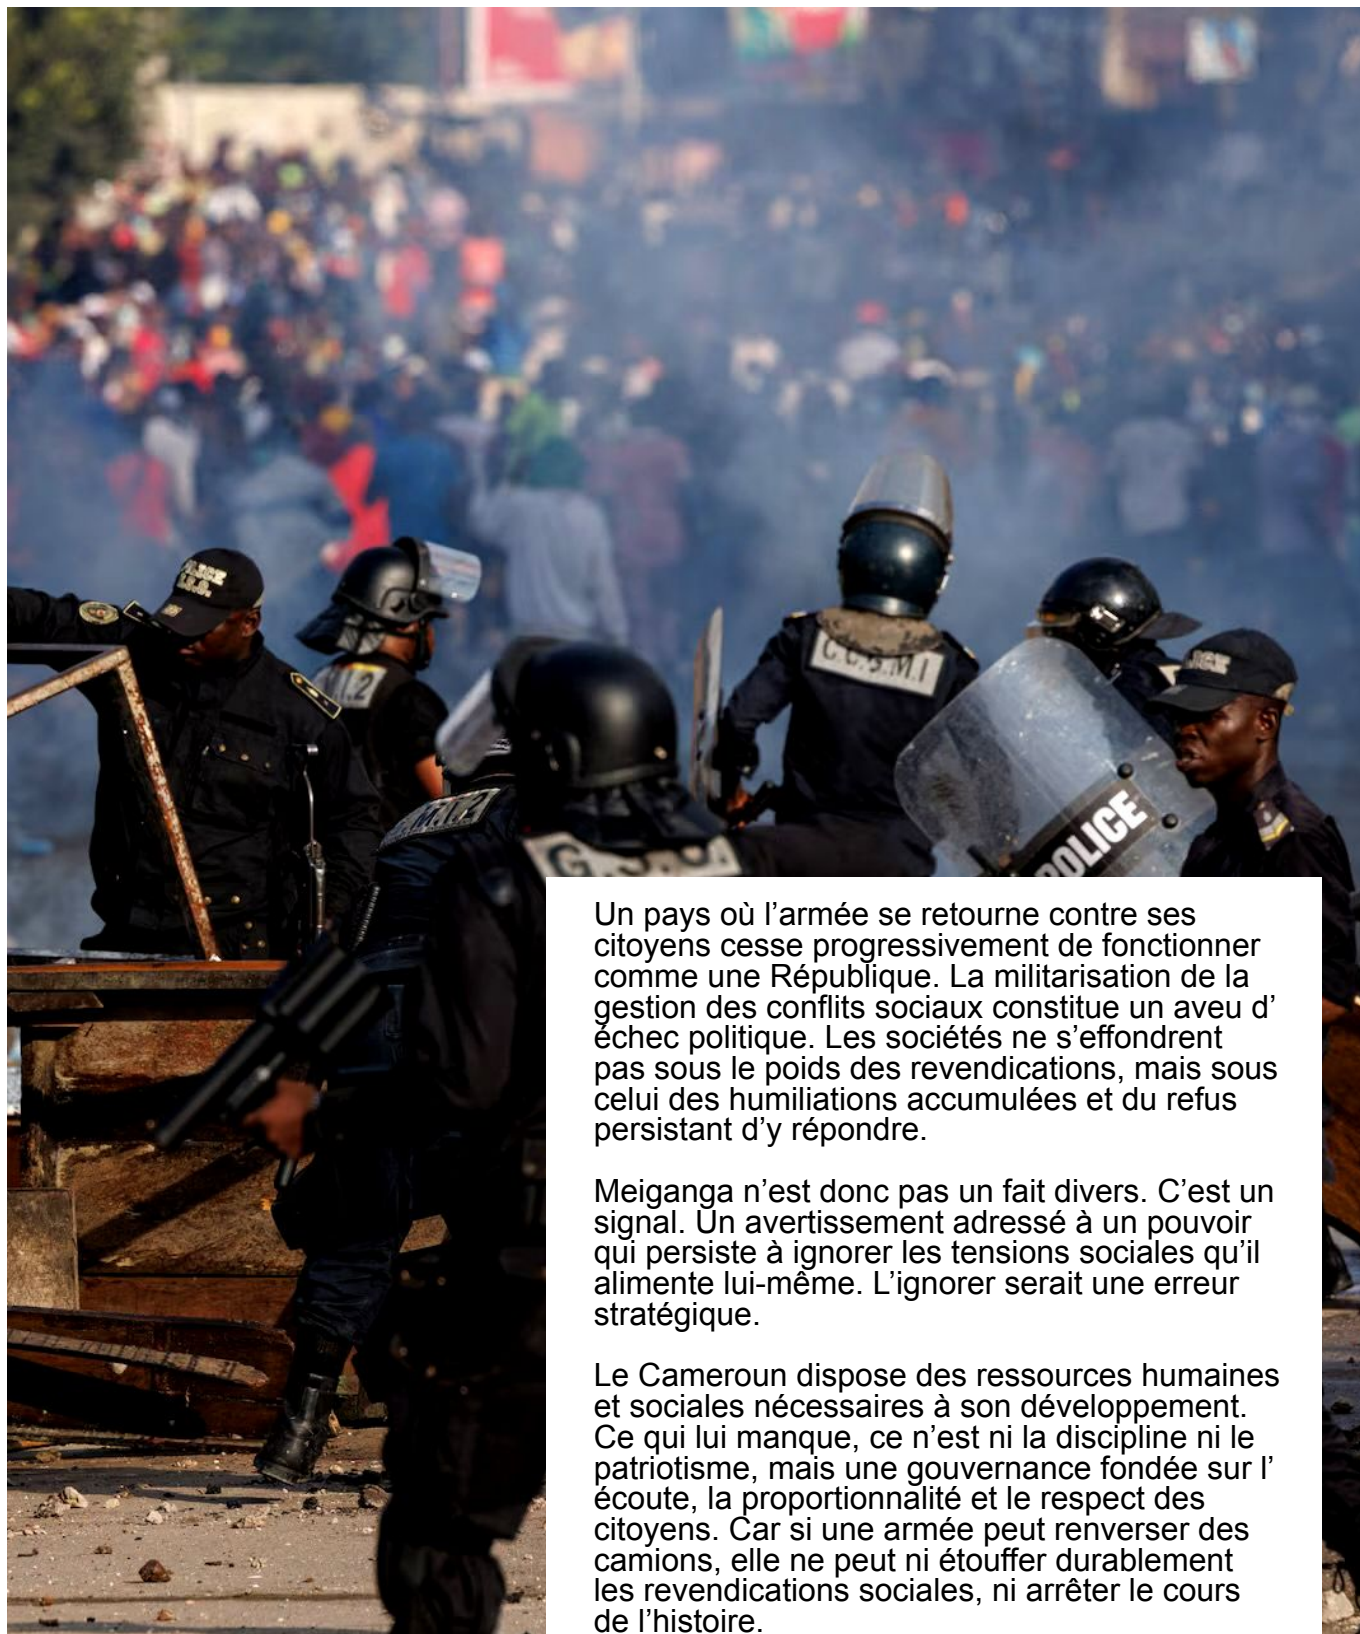 POLICE
G.M.I.2
C.C.G.M.I
POLICE
POLICE
Un pays où l’armée se retourne contre ses
citoyens cesse progressivement de fonctionner
comme une République. La militarisation de la
gestion des conflits sociaux constitue un aveu d’
échec politique. Les sociétés ne s’effondrent
pas sous le poids des revendications, mais sous
celui des humiliations accumulées et du refus
persistant d’y répondre.
Meiganga n’est donc pas un fait divers. C’est un
signal. Un avertissement adressé à un pouvoir
qui persiste à ignorer les tensions sociales qu’il
alimente lui-même. L’ignorer serait une erreur
stratégique.
Le Cameroun dispose des ressources humaines
et sociales nécessaires à son développement.
Ce qui lui manque, ce n’est ni la discipline ni le
patriotisme, mais une gouvernance fondée sur l’
écoute, la proportionnalité et le respect des
citoyens. Car si une armée peut renverser des
camions, elle ne peut ni étouffer durablement
les revendications sociales, ni arrêter le cours
de l’histoire.